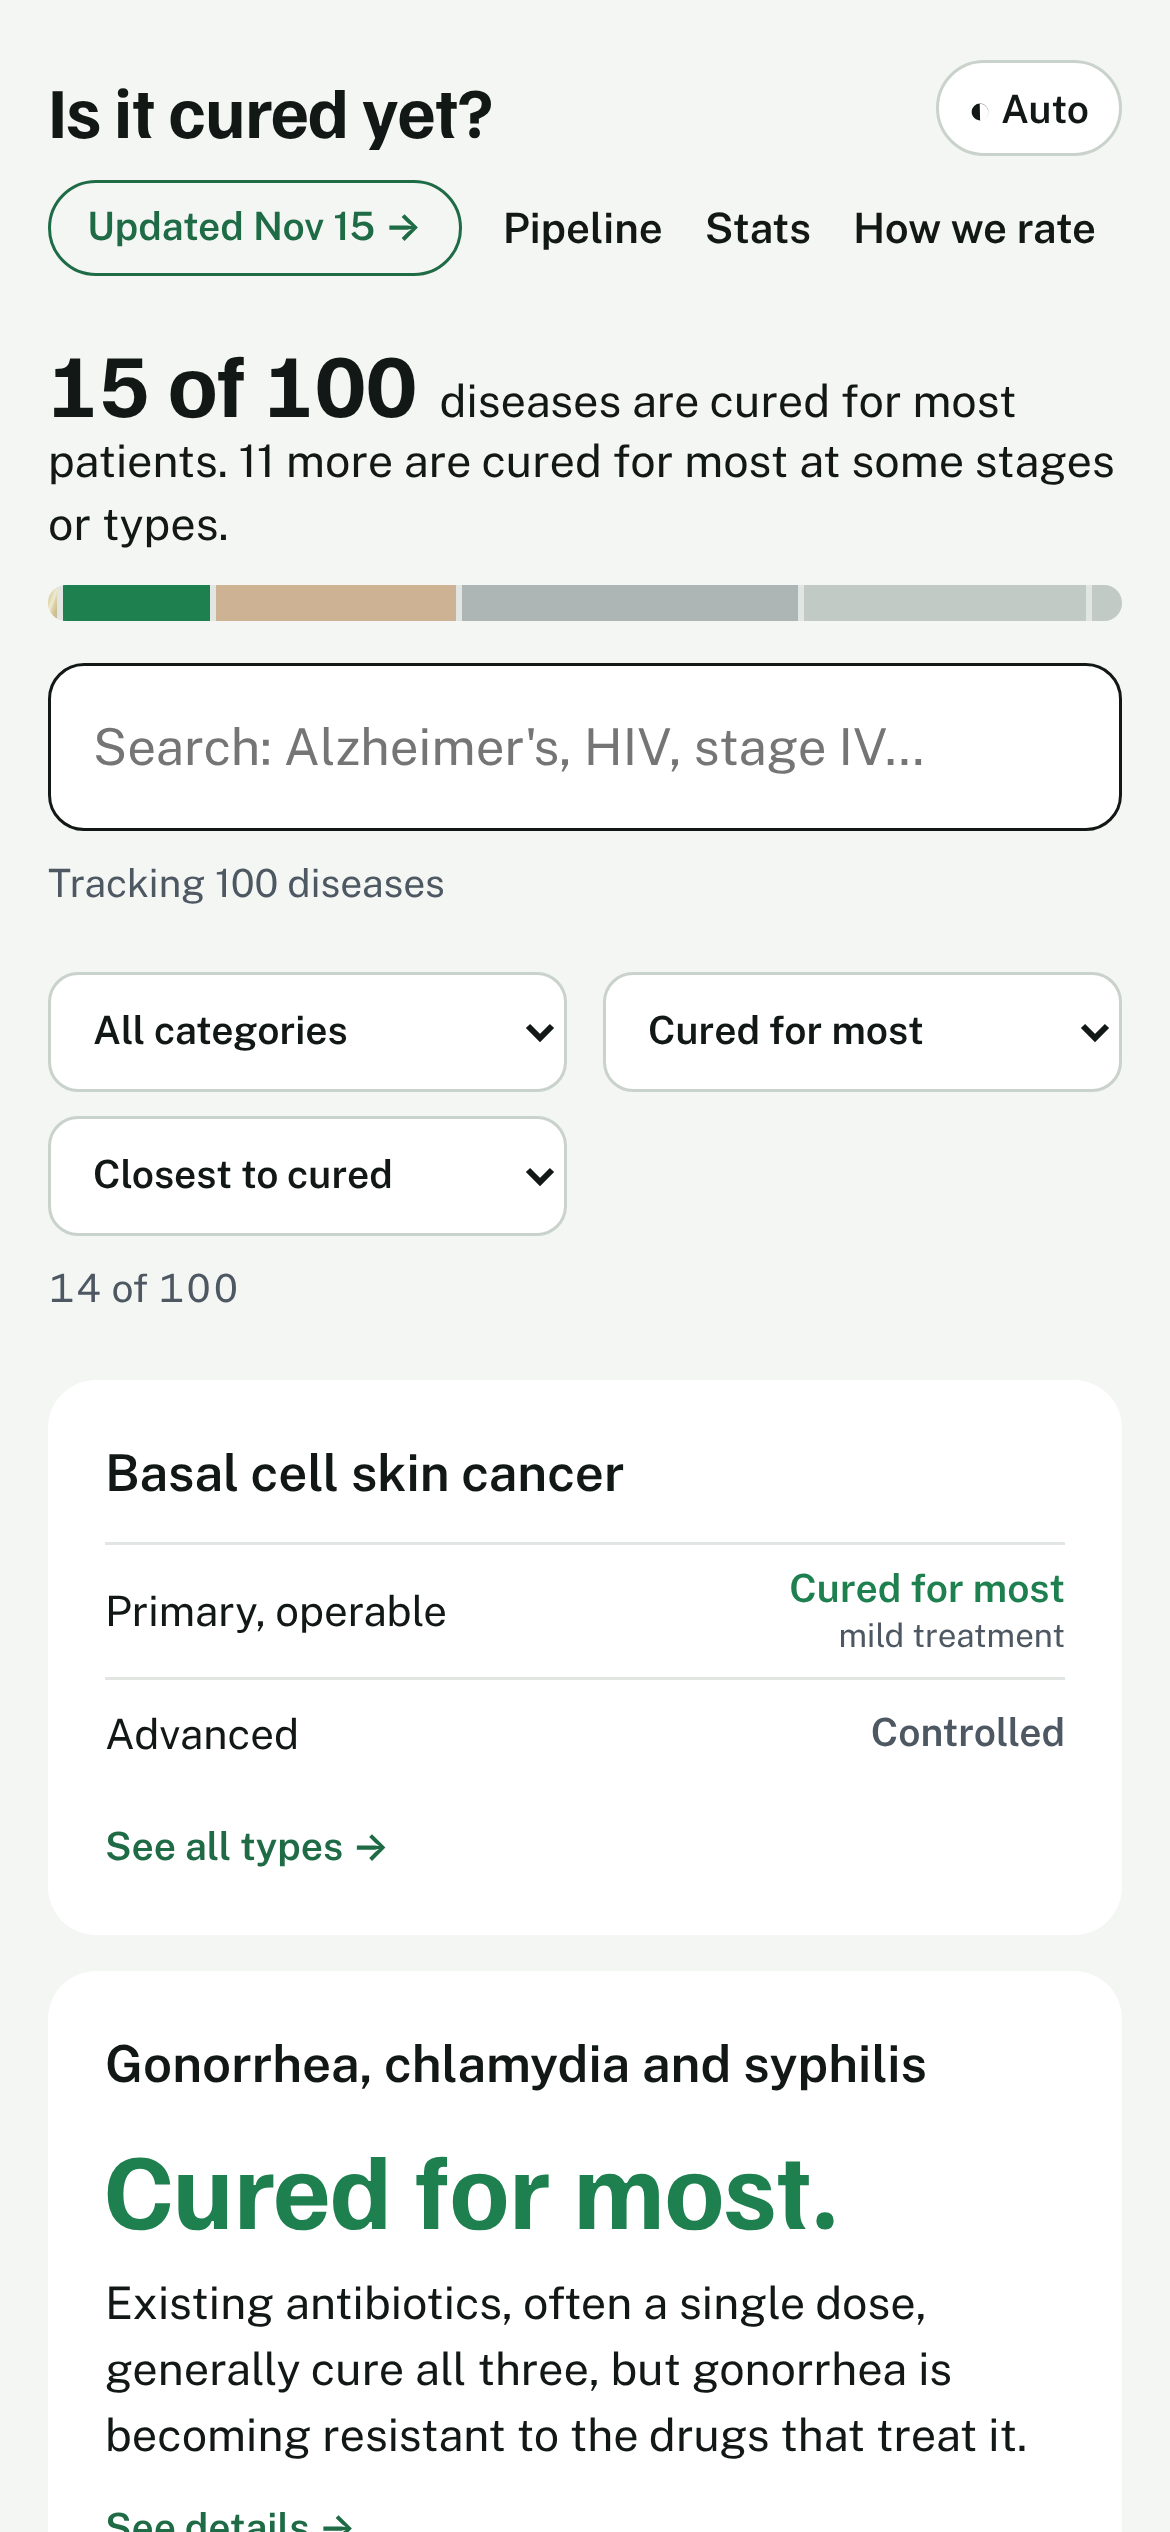 Is it cured yet?
Auto
Updated Nov 15 →
Pipeline
Stats
How we rate
15 of 100 diseases are cured for most
patients. 11 more are cured for most at some stages
or types.
Search: Alzheimer's, HIV, stage IV...
Tracking 100 diseases
All categories
Cured for most
Closest to cured
14 of 100
Basal cell skin cancer
Primary, operable
Cured for most
mild treatment
Advanced
Controlled
See all types →
Gonorrhea, chlamydia and syphilis
Cured for most.
Existing antibiotics, often a single dose,
generally cure all three, but gonorrhea is
becoming resistant to the drugs that treat it.
See details →